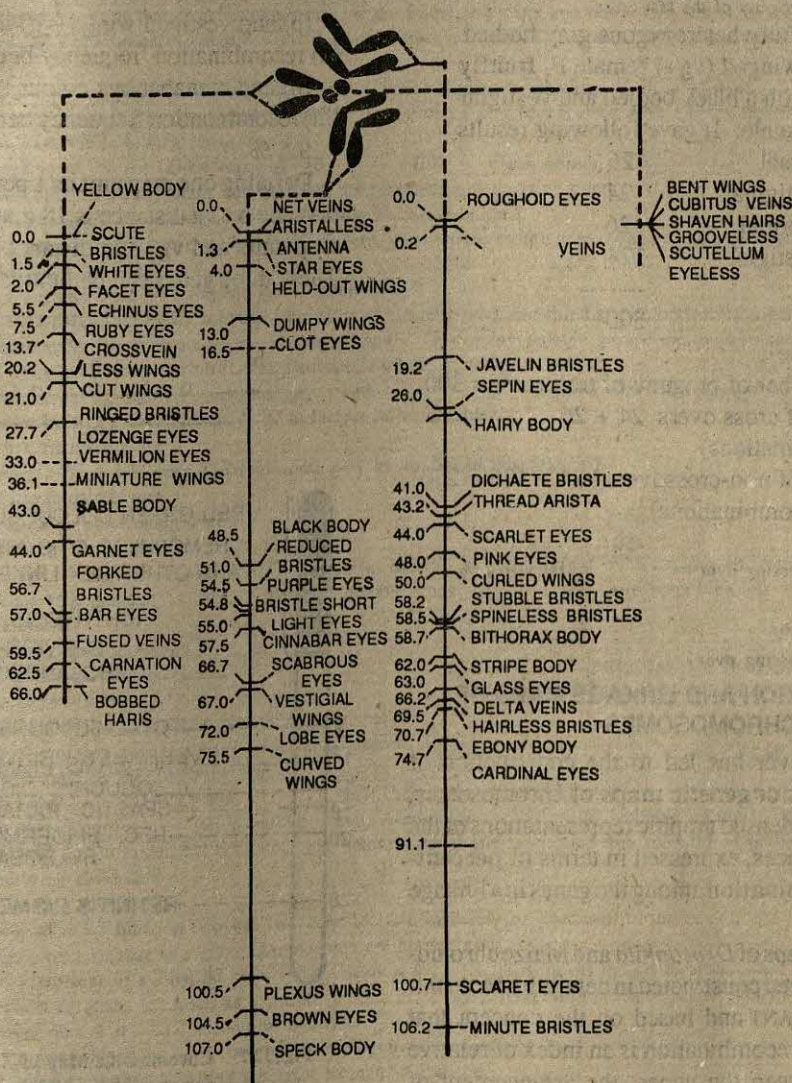 YELLOW BODY
0.0 SCUTE
BRISTLES
1.5 WHITE EYES
2.0 FACET EYES
5.5 ECHINUS EYES
7.5 RUBY EYES
13.7 CROSSVEIN
20.2 LESS WINGS
21.0 CUT WINGS
RINGED BRISTLES
27.7 LOZENGE EYES
33.0 VERMILION EYES
36.1 MINIATURE WINGS
43.0 SABLE BODY
44.0 GARNET EYES
FORKED
56.7 BRISTLES
57.0 BAR EYES
59.5 FUSED VEINS
62.5 CARNATION
EYES
66.0 BOBBED
HARIS
0.0 NET VEINS
ARISTALLESS
1.3 ANTENNA
4.0 STAR EYES
HELD-OUT WINGS
13.0 DUMPY WINGS
16.5 CLOT EYES
48.5 BLACK BODY
REDUCED
51.0 BRISTLES
54.5 PURPLE EYES
54.8 BRISTLE SHORT
55.0 LIGHT EYES
57.5 CINNABAR EYES
66.7 SCABROUS
EYES
67.0 VESTIGIAL
WINGS
72.0 LOBE EYES
75.5 CURVED
WINGS
100.5 PLEXUS WINGS
104.5 BROWN EYES
107.0 SPECK BODY
0.0 ROUGHOID EYES
0.2 VEINS
19.2 JAVELIN BRISTLES
26.0 SEPIN EYES
HAIRY BODY
41.0 DICHAETE BRISTLES
43.2 THREAD ARISTA
44.0 SCARLET EYES
48.0 PINK EYES
50.0 CURLED WINGS
58.2 STUBBLE BRISTLES
58.5 SPINELESS BRISTLES
58.7 BITHORAX BODY
62.0 STRIPE BODY
63.0 GLASS EYES
66.2 DELTA VEINS
69.5 HAIRLESS BRISTLES
70.7 EBONY BODY
74.7 CARDINAL EYES
91.1
100.7 SCLARET EYES
106.2 MINUTE BRISTLES
BENT WINGS
CUBITUS VEINS
SHAVEN HAIRS
GROOVELESS
SCUTELLUM
EYELESS